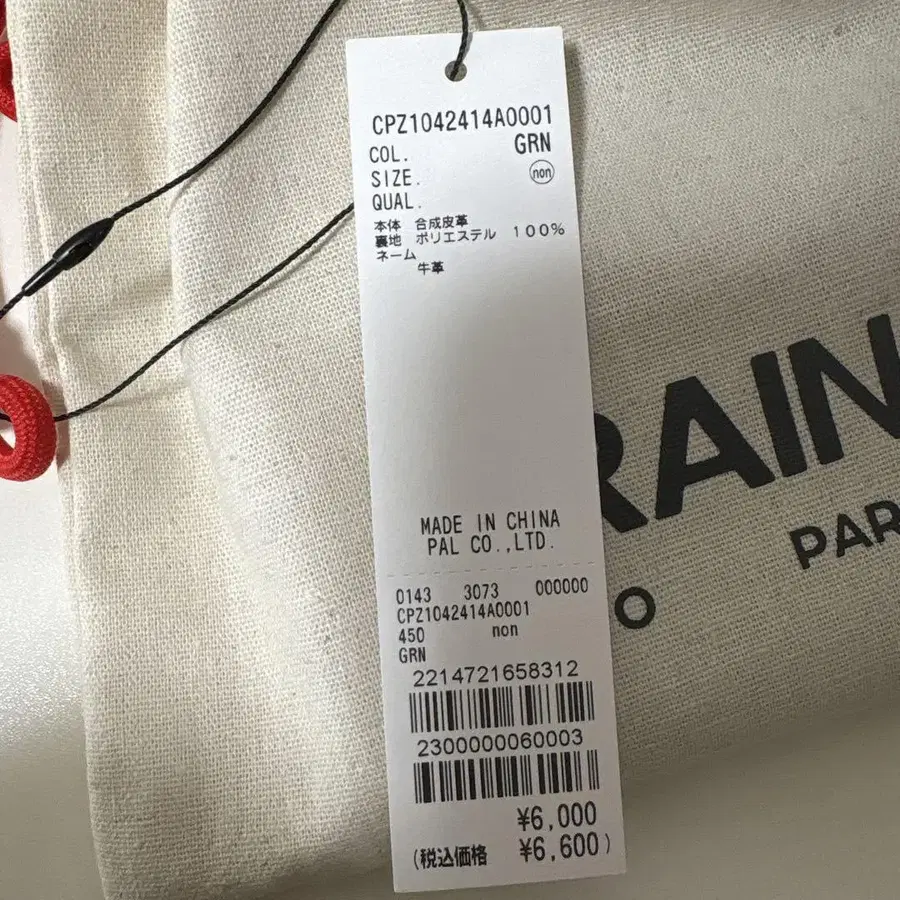 CPZ1042414A0001
COL. GRN
SIZE. non
QUAL.
本体 合成皮革
裏地 ポリエステル 100%
ネーム
牛革
MADE IN CHINA
PAL CO.,LTD.
0143 3073 000000
CPZ1042414A0001
450 non
GRN
2214721658312
2300000060003
¥6,000
(税込価格 ¥6,600)
RAIN
PAR
O